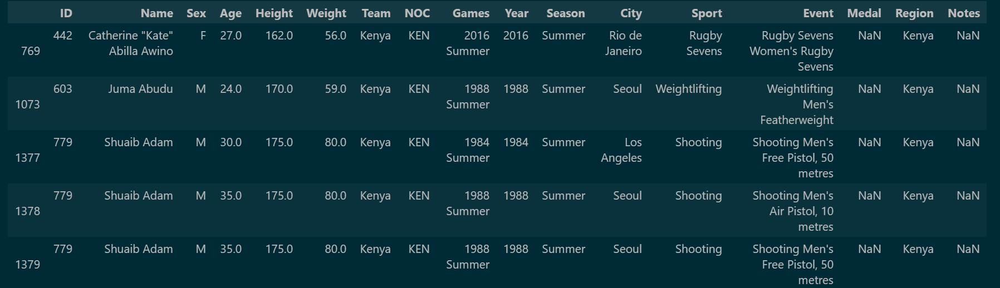 ID Name Sex Age Height Weight Team NOC Games Year Season City Sport Event Medal Region Notes
442 Catherine "Kate" F 27.0 162.0 56.0 Kenya KEN 2016 2016 Summer Rio de Rugby Rugby Sevens NaN Kenya NaN
769 Abilla Awino Summer Janeiro Sevens Women's Rugby
Sevens
603 Juma Abudu M 24.0 170.0 59.0 Kenya KEN 1988 1988 Summer Seoul Weightlifting Weightlifting NaN Kenya NaN
1073 Summer Men's
Featherweight
779 Shuaib Adam M 30.0 175.0 80.0 Kenya KEN 1984 1984 Summer Los Shooting Shooting Men's NaN Kenya NaN
1377 Summer Angeles Free Pistol, 50
metres
779 Shuaib Adam M 35.0 175.0 80.0 Kenya KEN 1988 1988 Summer Seoul Shooting Shooting Men's NaN Kenya NaN
1378 Summer Air Pistol, 10
metres
779 Shuaib Adam M 35.0 175.0 80.0 Kenya KEN 1988 1988 Summer Seoul Shooting Shooting Men's NaN Kenya NaN
1379 Summer Free Pistol, 50
metres